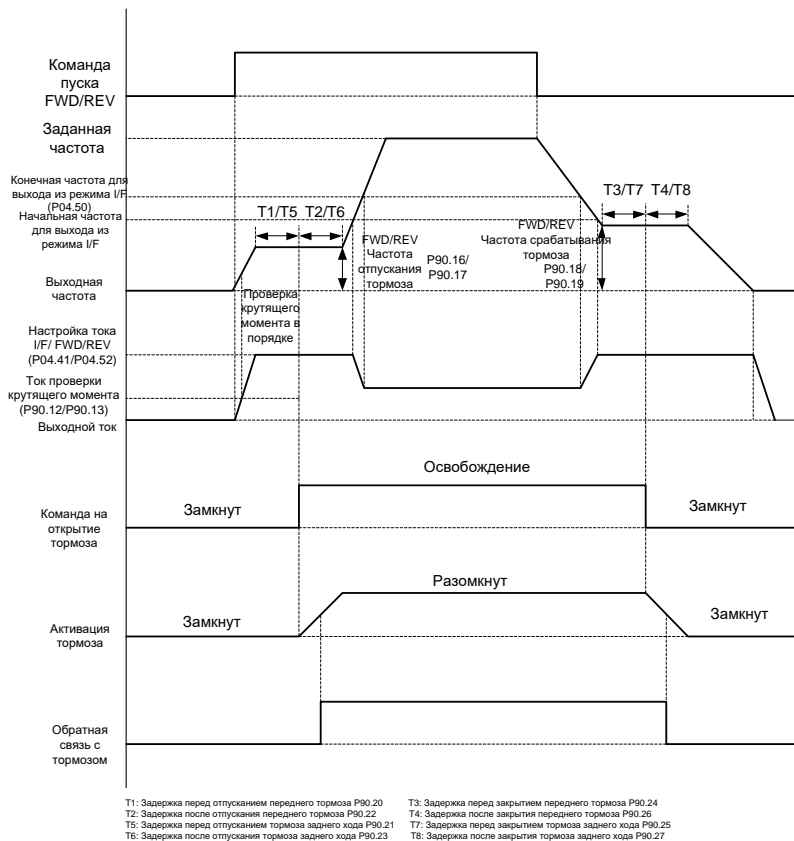 Команда
пуска
FWD/REV
Заданная
частота
Конечная частота для
выхода из режима I/F
(P04.50)
Начальная частота
для выхода из
режима I/F
T1/T5
T2/T6
T3/T7
T4/T8
FWD/REV
Частота
отпускания
тормоза
P90.16/
P90.17
FWD/REV
Частота срабатывания
тормоза
P90.18/
P90.19
Выходная
частота
Проверка
крутящего
момента в
порядке
Настройка тока
I/F/ FWD/REV
(P04.41/P04.52)
Ток проверки
крутящего момента
(P90.12/P90.13)
Выходной ток
Освобождение
Команда на
открытие
тормоза
Замкнут
Замкнут
Разомкнут
Активация
тормоза
Замкнут
Замкнут
Обратная
связь с
тормозом
T1: Задержка перед отпусканием переднего тормоза P90.20
T2: Задержка после отпускания переднего тормоза P90.22
T5: Задержка перед отпусканием тормоза заднего хода P90.21
T6: Задержка после отпускания тормоза заднего хода P90.23
T3: Задержка перед закрытием переднего тормоза P90.24
T4: Задержка после закрытия переднего тормоза P90.26
T7: Задержка перед закрытием тормоза заднего хода P90.25
T8: Задержка после закрытия тормоза заднего хода P90.27